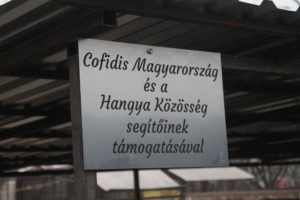 Cofidis Magyarország
és a
Hangya Közösség
segítőinek
támogatásával